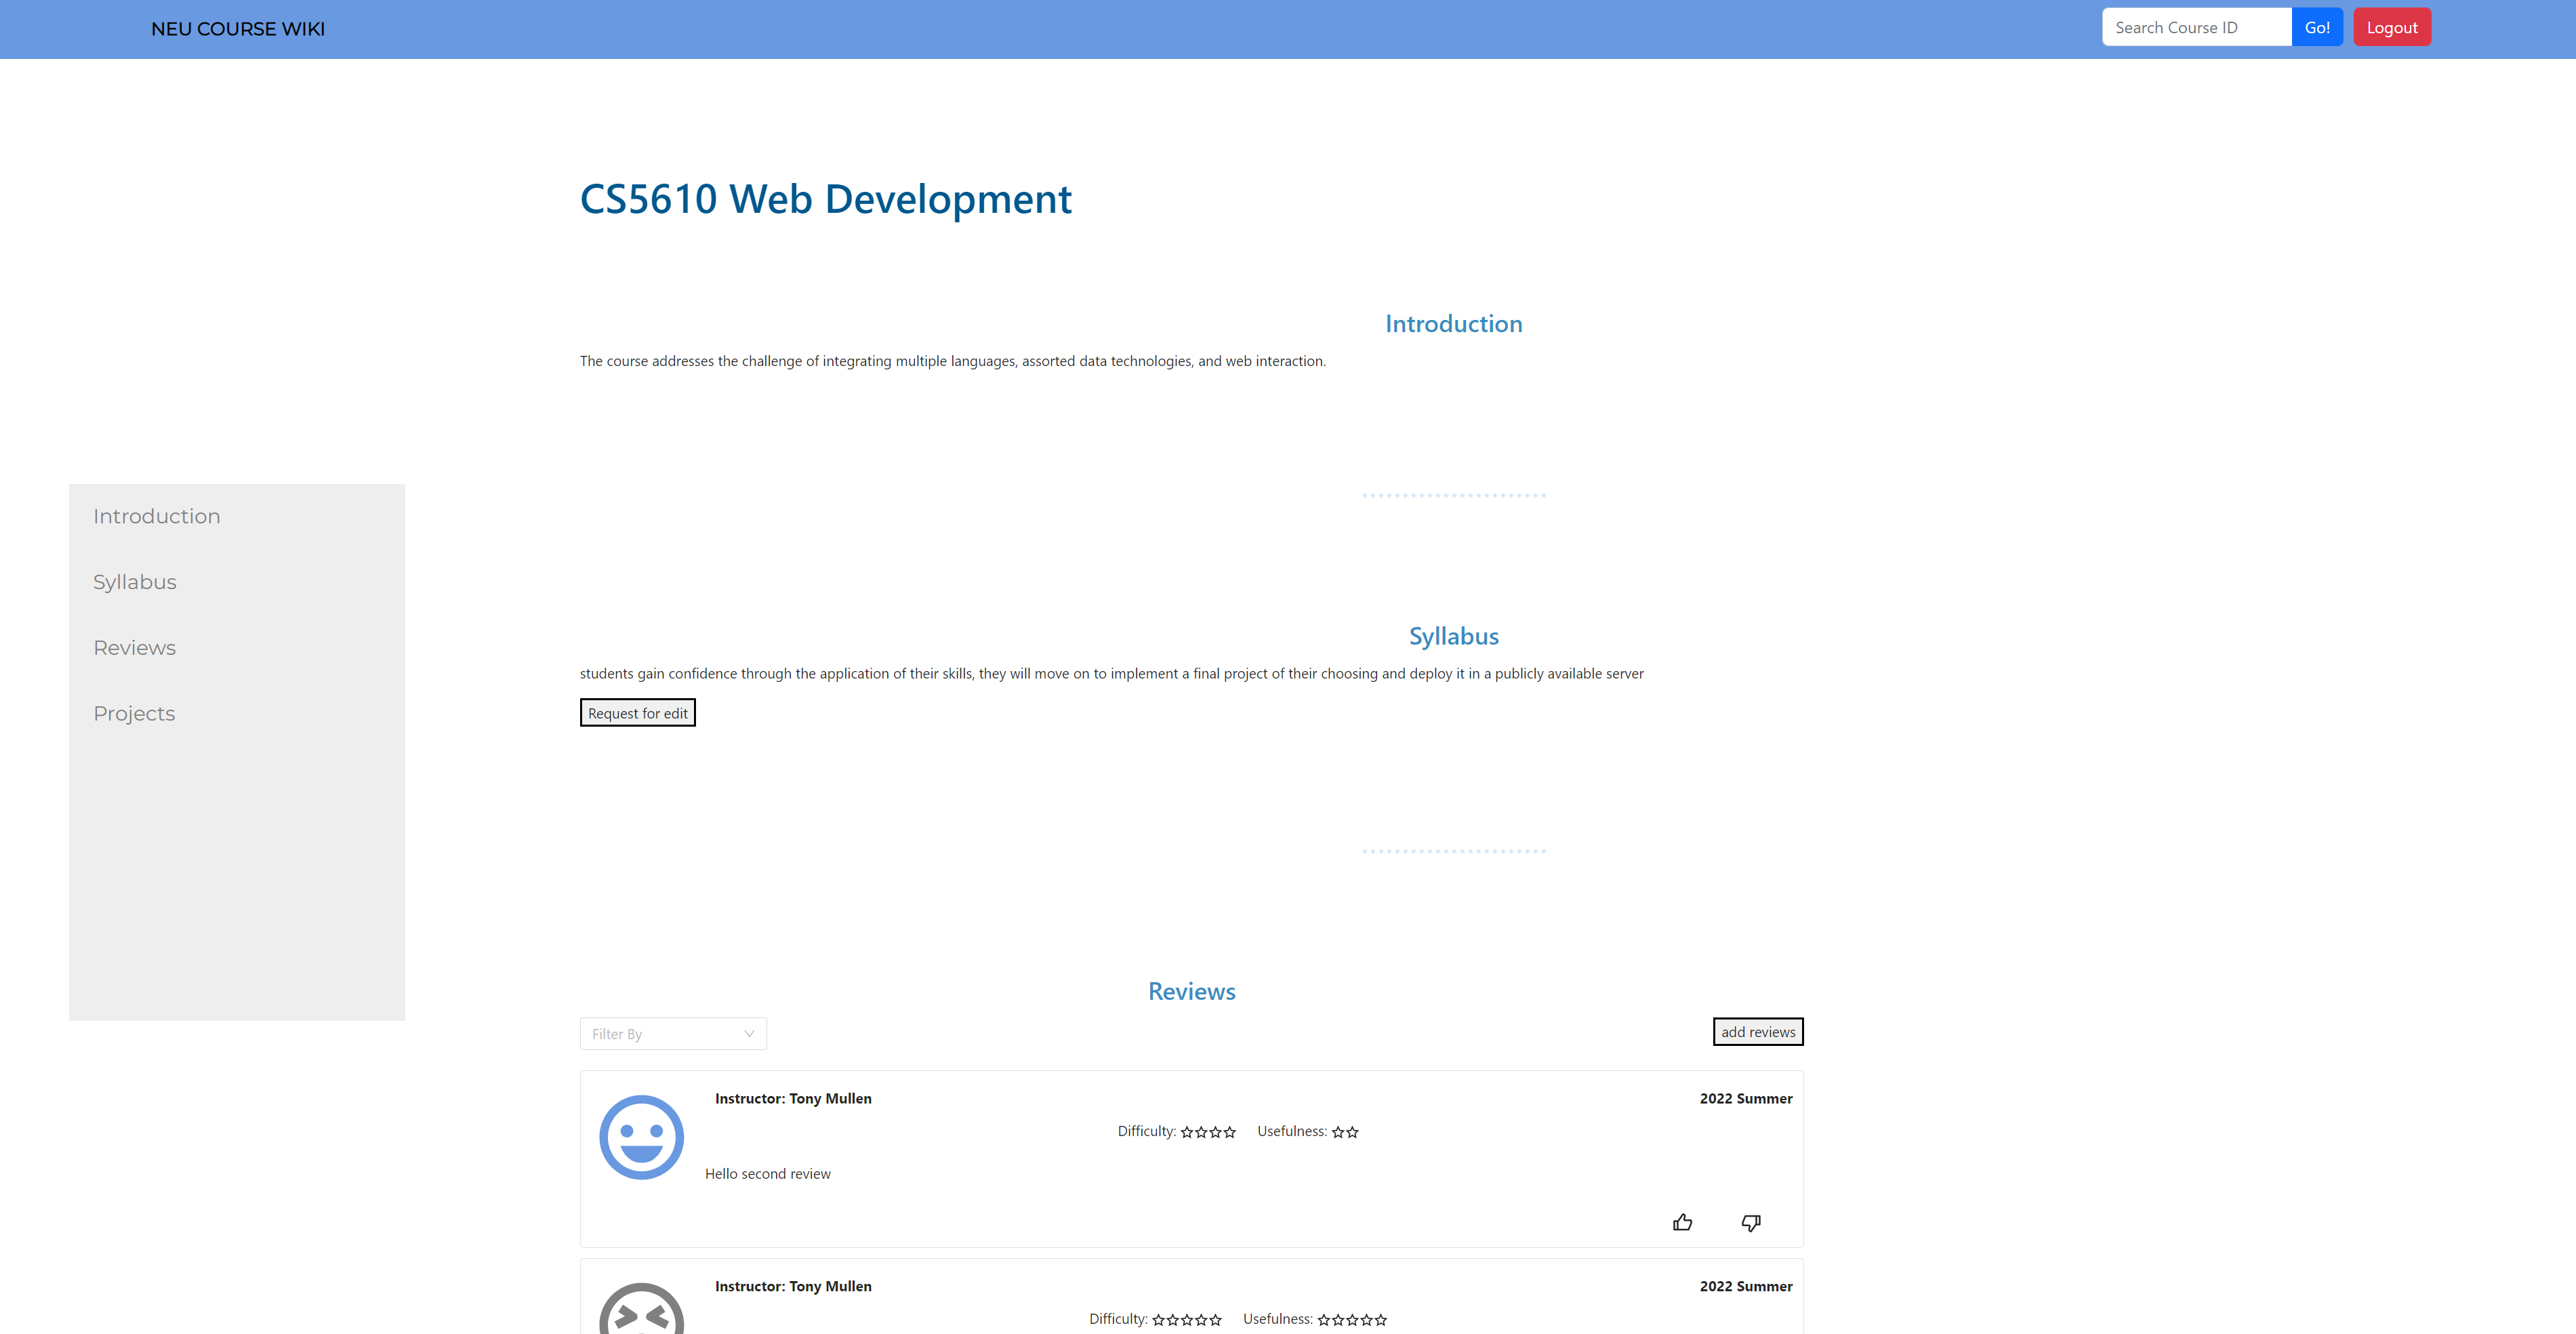 NEU COURSE WIKI
Search Course ID
Go!
Logout
CS5610 Web Development
Introduction
The course addresses the challenge of integrating multiple languages, assorted data technologies, and web interaction.
Introduction
Syllabus
Reviews
Projects
Syllabus
students gain confidence through the application of their skills, they will move on to implement a final project of their choosing and deploy it in a publicly available server
Request for edit
Reviews
Filter By
add reviews
Instructor: Tony Mullen
2022 Summer
Difficulty:
Usefulness:
Hello second review
Instructor: Tony Mullen
2022 Summer
Difficulty:
Usefulness: